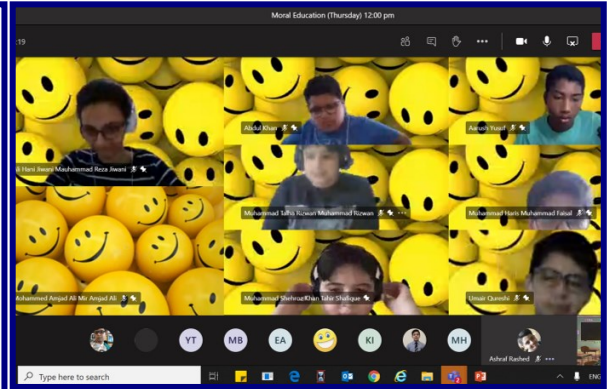 Moral Education (Thursday) 12:00 pm
:19
Abdul Khan
Aarush Yusuf
Hani Jiwani Mauhammad Reza Jiwani
Muhammad Talha Rizwan Muhammad Rizwan
Muhammad Haris Muhammad Faisal
Mohammed Amjad Ali Mir Amjad Ali
Muhammad Shehroz Khan Tahir Shafique
Umair Qureshi
YT
MB
EA
KI
MH
Ashraf Rashed
Type here to search
ENG